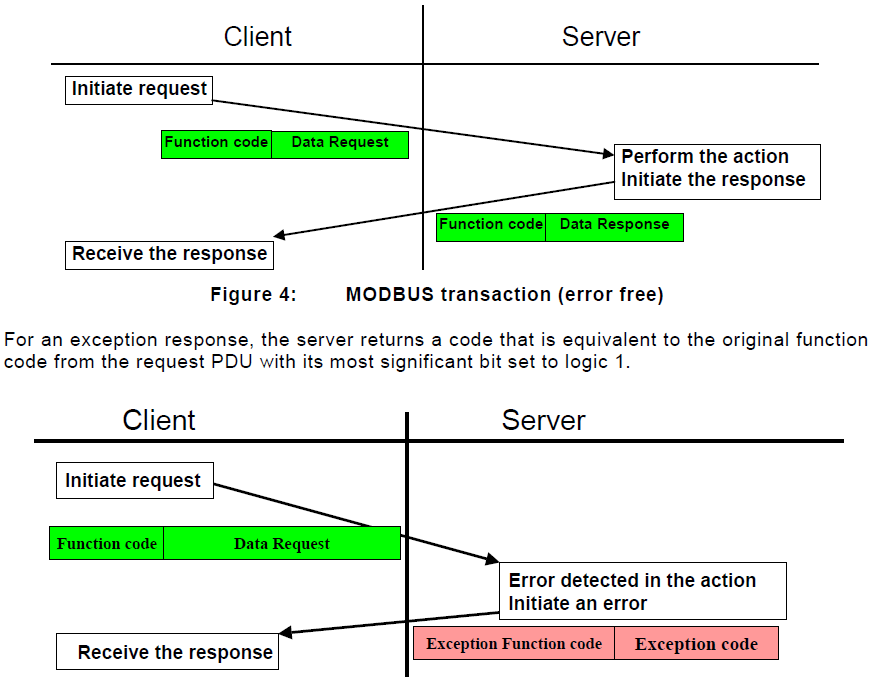 Client Server
Initiate request
Function code Data Request
Perform the action
Initiate the response
Function code Data Response
Receive the response
Figure 4: MODBUS transaction (error free)
For an exception response, the server returns a code that is equivalent to the original function
code from the request PDU with its most significant bit set to logic 1.
Client Server
Initiate request
Function code Data Request
Error detected in the action
Initiate an error
Exception Function code Exception code
Receive the response